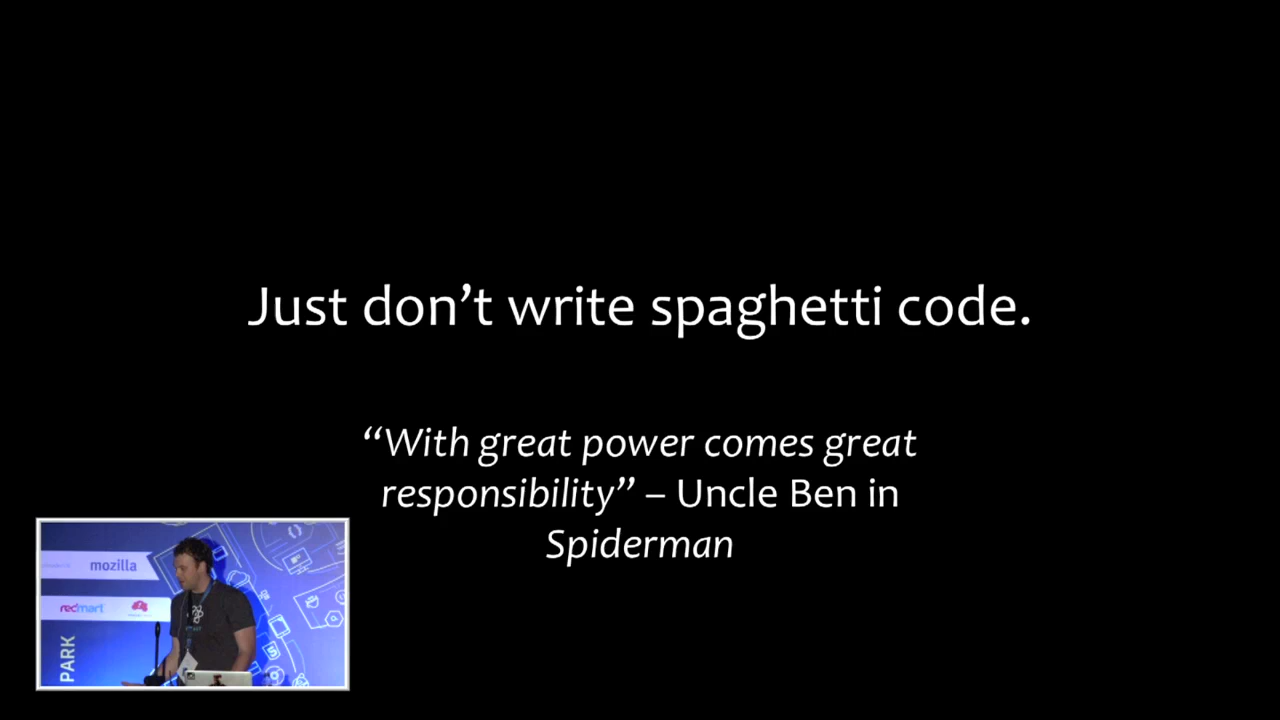 Just don’t write spaghetti code.
“With great power comes great
responsibility” – Uncle Ben in
Spiderman
mozilla
redmart
PARK